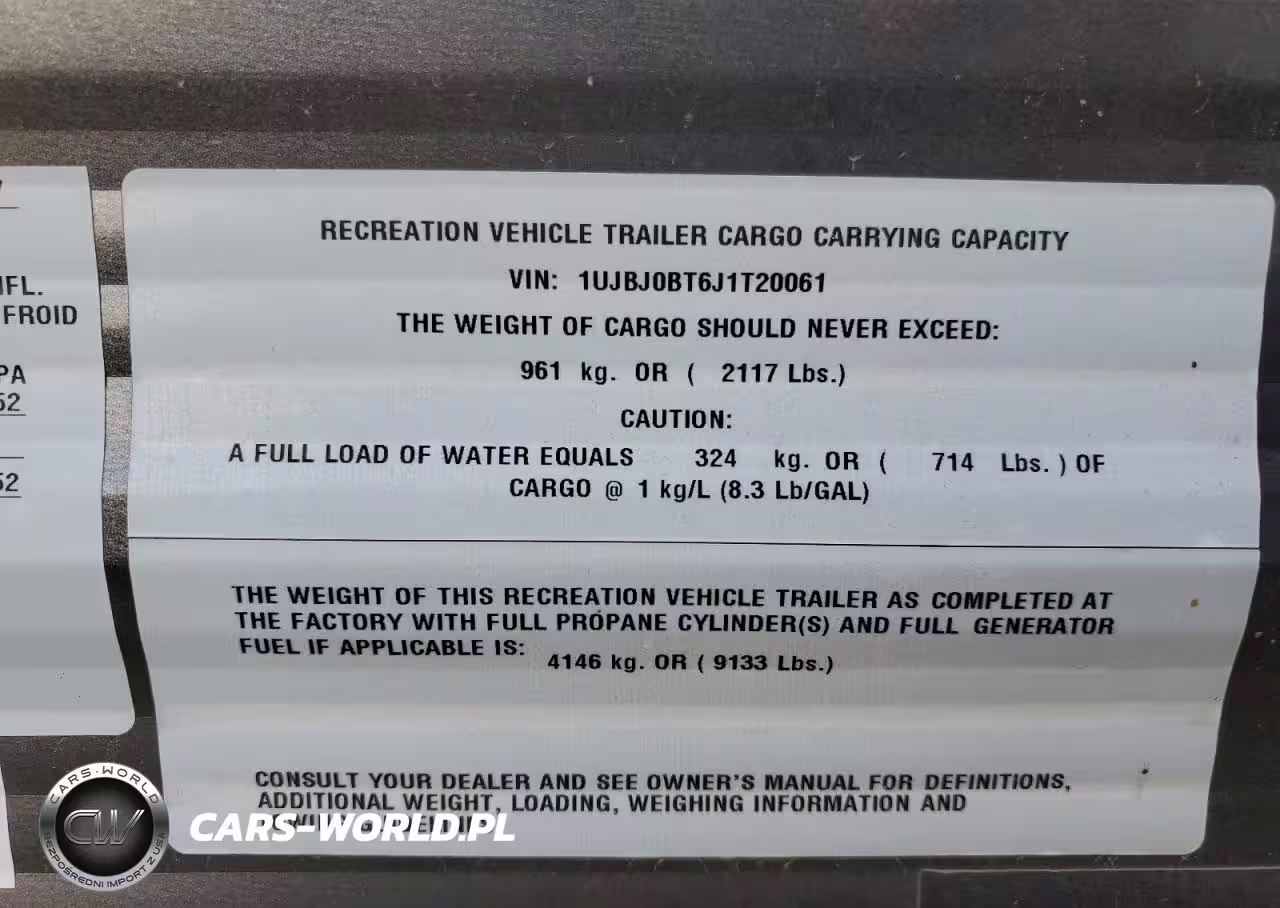 IFL.
FROID
PA
52
52
RECREATION VEHICLE TRAILER CARGO CARRYING CAPACITY
VIN: 1UJBJ0BT6J1T20061
THE WEIGHT OF CARGO SHOULD NEVER EXCEED:
961 kg. OR ( 2117 Lbs.)
CAUTION:
A FULL LOAD OF WATER EQUALS 324 kg. OR ( 714 Lbs. ) OF
CARGO @ 1 kg/L (8.3 Lb/GAL)
THE WEIGHT OF THIS RECREATION VEHICLE TRAILER AS COMPLETED AT
THE FACTORY WITH FULL PROPANE CYLINDER(S) AND FULL GENERATOR
FUEL IF APPLICABLE IS:
4146 kg. OR ( 9133 Lbs.)
CONSULT YOUR DEALER AND SEE OWNER'S MANUAL FOR DEFINITIONS,
ADDITIONAL WEIGHT, LOADING, WEIGHING INFORMATION AND
CARS-WORLD
CW
BEZPOŚREDNI IMPORT Z USA
CARS-WORLD.PL